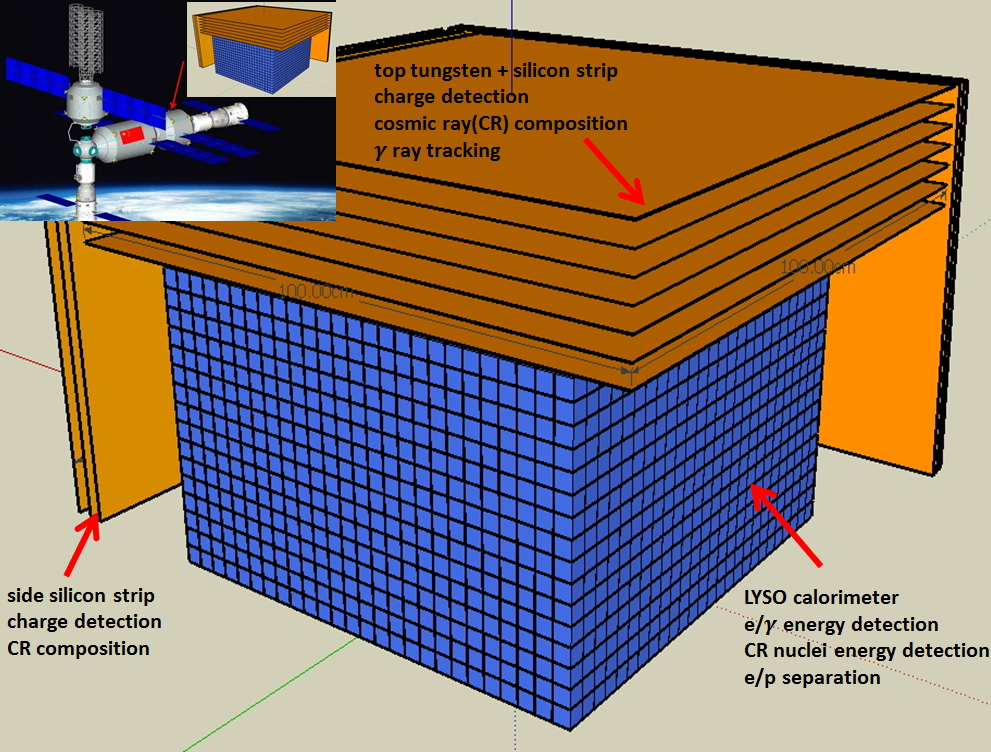 top tungsten + silicon strip
charge detection
cosmic ray(CR) composition
γ ray tracking
100.00cm
100.00cm
side silicon strip
charge detection
CR composition
LYSO calorimeter
e/γ energy detection
CR nuclei energy detection
e/p separation